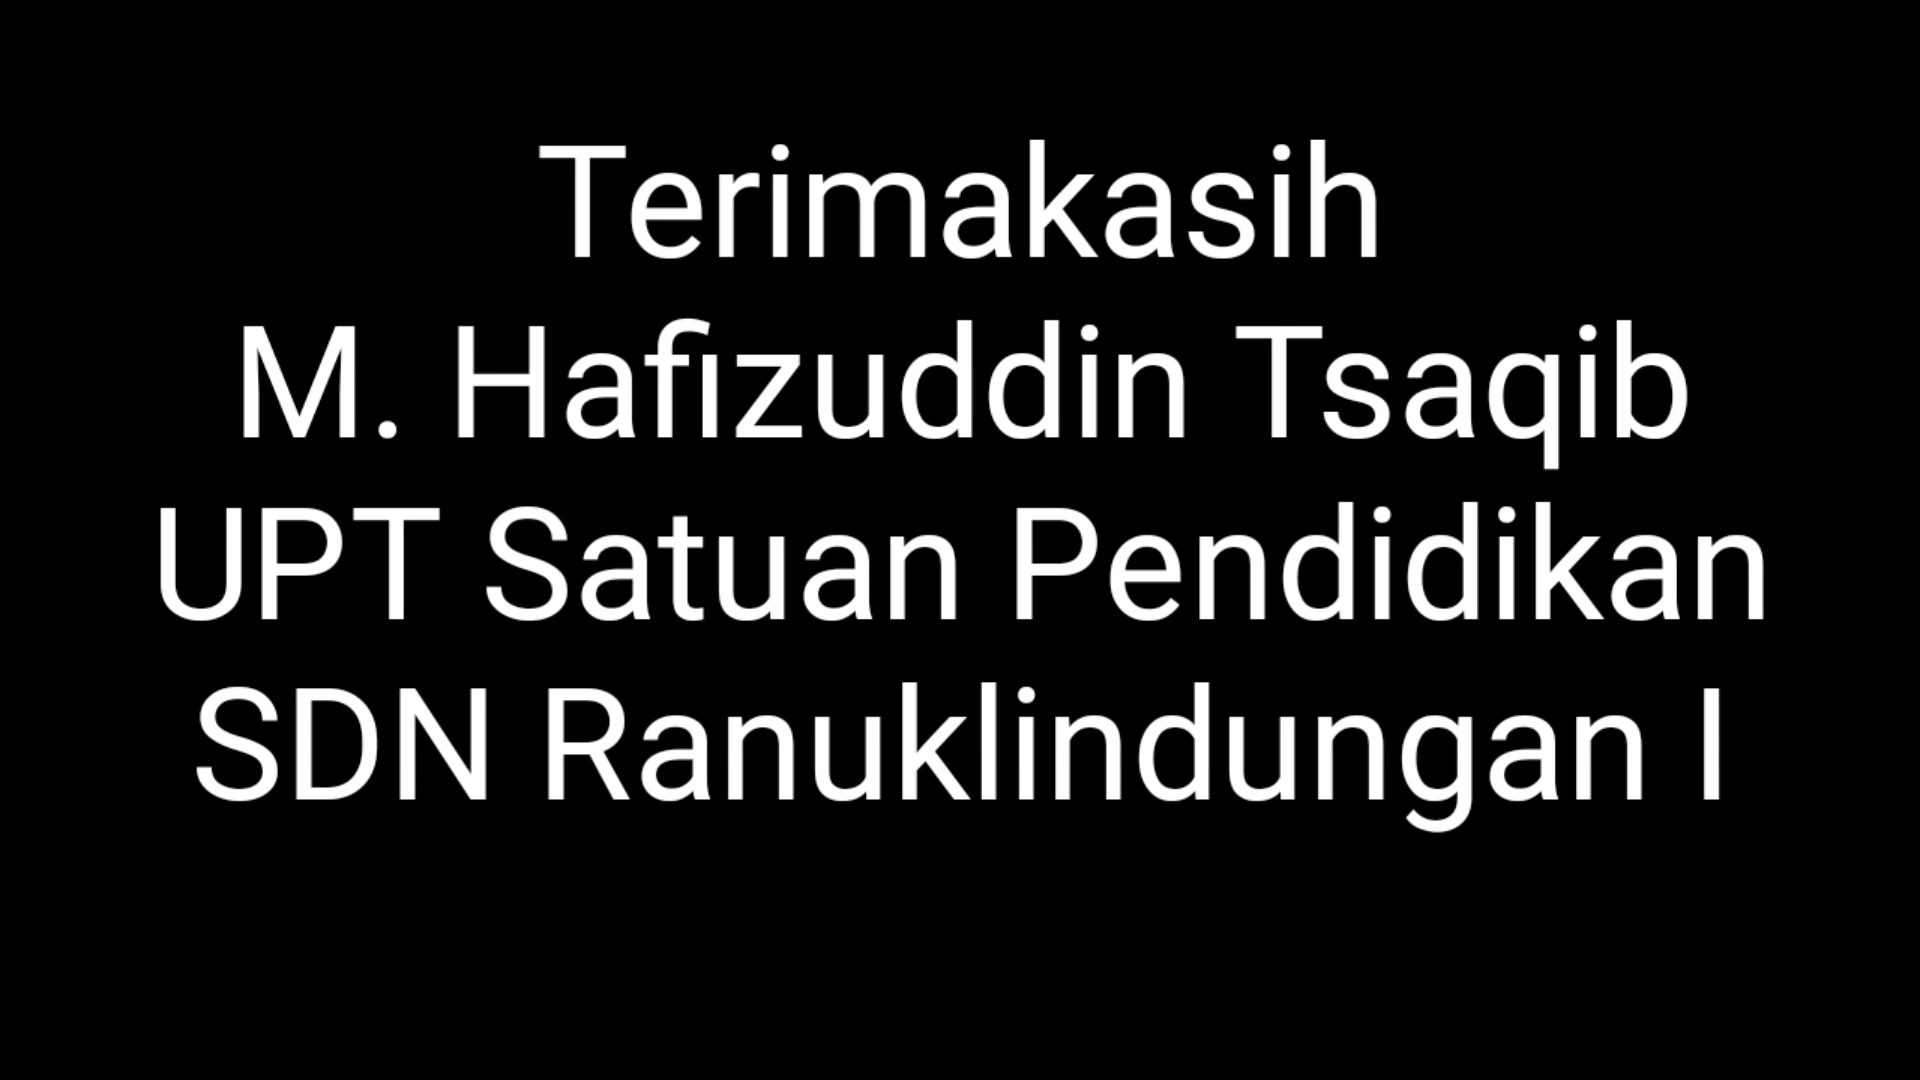 Terimakasih
M. Hafizuddin Tsaqib
UPT Satuan Pendidikan
SDN Ranuklindungan I